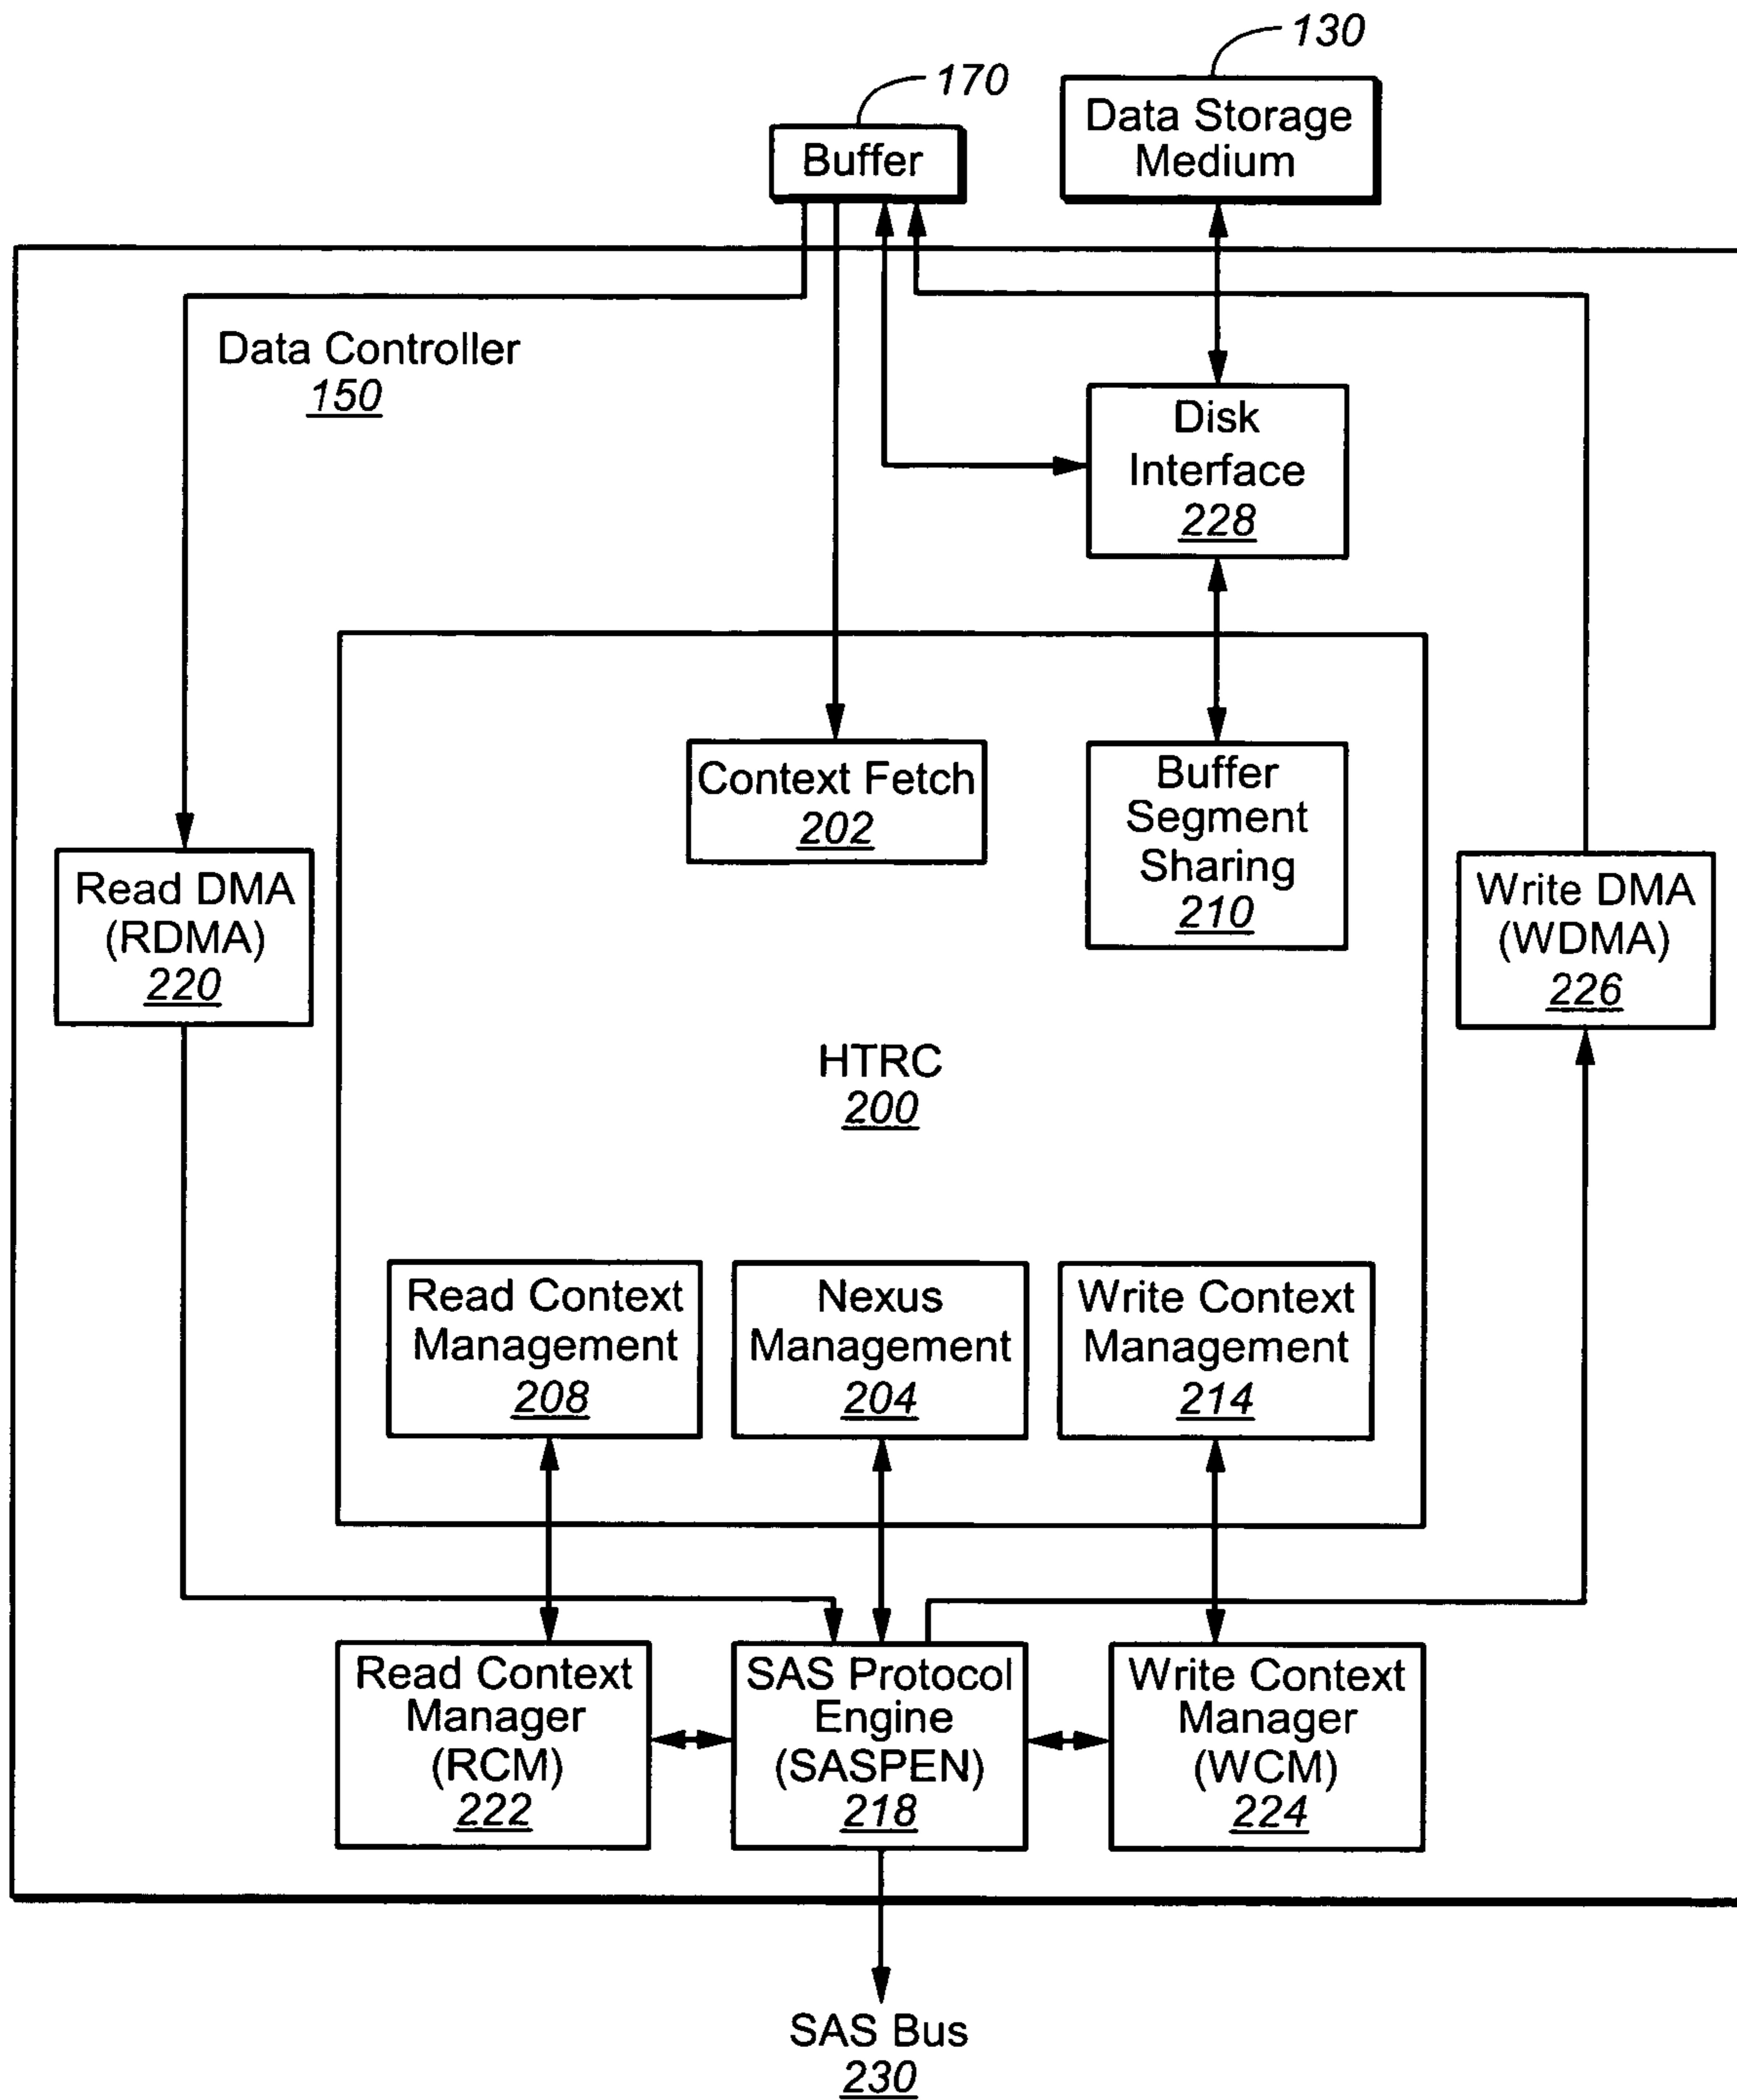 130
170
Data Storage
Medium
Buffer
Data Controller
150
Disk
Interface
228
Context Fetch
202
Buffer
Segment
Sharing
210
Read DMA
(RDMA)
220
Write DMA
(WDMA)
226
HTRC
200
Read Context
Management
208
Nexus
Management
204
Write Context
Management
214
Read Context
Manager
(RCM)
222
SAS Protocol
Engine
(SASPEN)
218
Write Context
Manager
(WCM)
224
SAS Bus
230